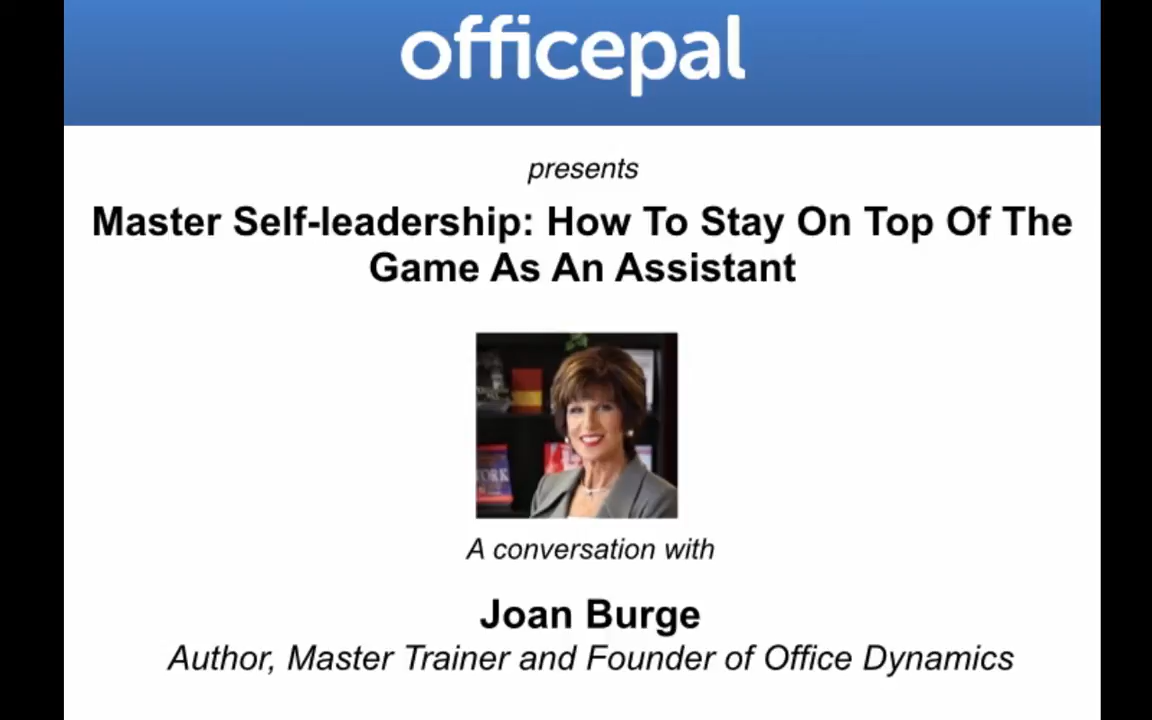 officepal
presents
Master Self-leadership: How To Stay On Top Of The
Game As An Assistant
A conversation with
Joan Burge
Author, Master Trainer and Founder of Office Dynamics